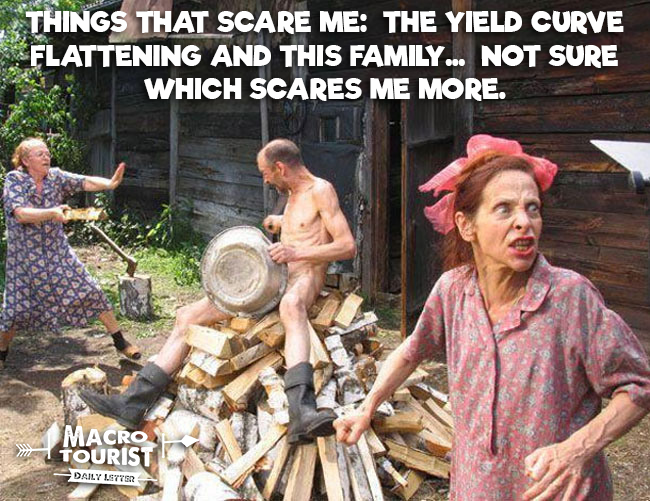 THINGS THAT SCARE ME: THE YIELD CURVE
FLATTENING AND THIS FAMILY... NOT SURE
WHICH SCARES ME MORE.
MACRO
TOURIST
DAILY LETTER